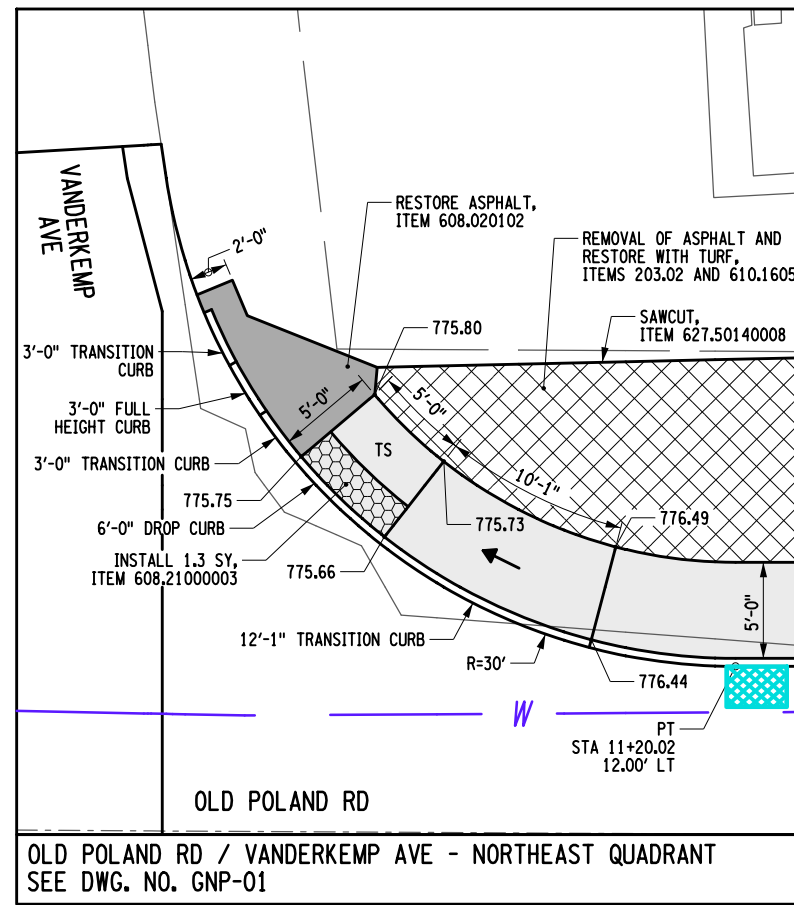 VANDERKEMP
AVE
2'-0"
RESTORE ASPHALT,
ITEM 608.020102
REMOVAL OF ASPHALT AND
RESTORE WITH TURF,
ITEMS 203.02 AND 610.1605
SAWCUT,
ITEM 627.50140008
775.80
3'-0" TRANSITION
CURB
3'-0" FULL
HEIGHT CURB
5'-0"
5'-0"
TS
10'-1"
3'-0" TRANSITION CURB
775.75
6'-0" DROP CURB
775.73
776.49
INSTALL 1.3 SY,
ITEM 608.21000003
775.66
5'-0"
12'-1" TRANSITION CURB
R=30'
776.44
W
PT
STA 11+20.02
12.00' LT
OLD POLAND RD
OLD POLAND RD / VANDERKEMP AVE - NORTHEAST QUADRANT
SEE DWG. NO. GNP-01